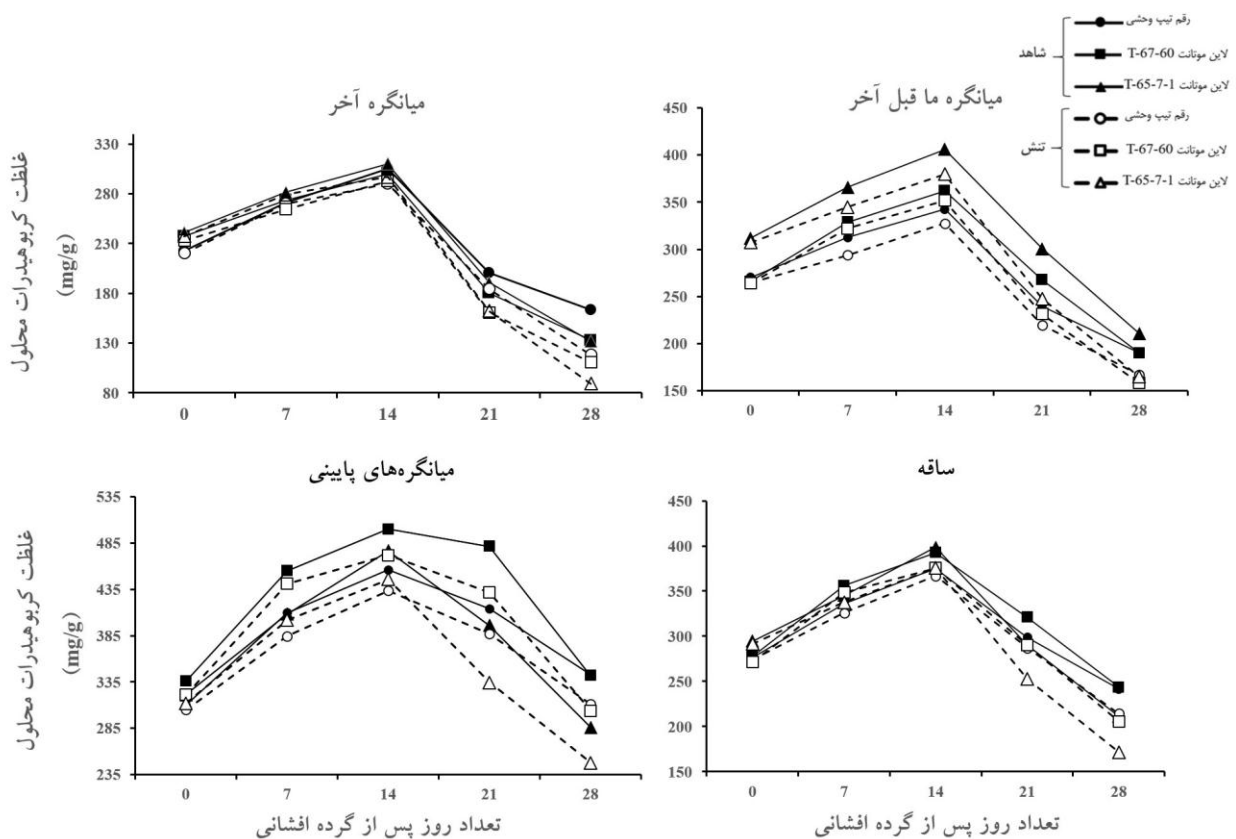 رقم تیپ وحشی
لاین موتانت T-67-60
لاین موتانت T-65-7-1
شاهد
رقم تیپ وحشی
لاین موتانت T-67-60
لاین موتانت T-65-7-1
تنش
میانگره آخر
غلظت کربوهیدرات محلول
(mg/g)
330
280
230
180
130
80
0 7 14 21 28
میانگره ما قبل آخر
450
400
350
300
250
200
150
0 7 14 21 28
میانگره‌های پایینی
غلظت کربوهیدرات محلول
(mg/g)
535
485
435
385
335
285
235
0 7 14 21 28
تعداد روز پس از گرده افشانی
ساقه
450
400
350
300
250
200
150
0 7 14 21 28
تعداد روز پس از گرده افشانی